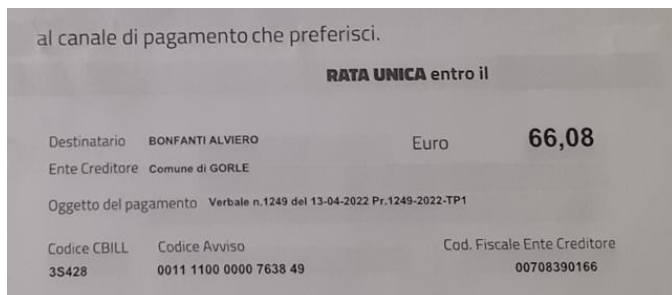 al canale di pagamento che preferisci.
RATA UNICA entro il
Destinatario BONFANTI ALVIERO Euro 66,08
Ente Creditore Comune di GORLE
Oggetto del pagamento Verbale n.1249 del 13-04-2022 Pr.1249-2022-TP1
Codice CBILL Codice Avviso Cod. Fiscale Ente Creditore
3S428 0011 1100 0000 7638 49 00708390166